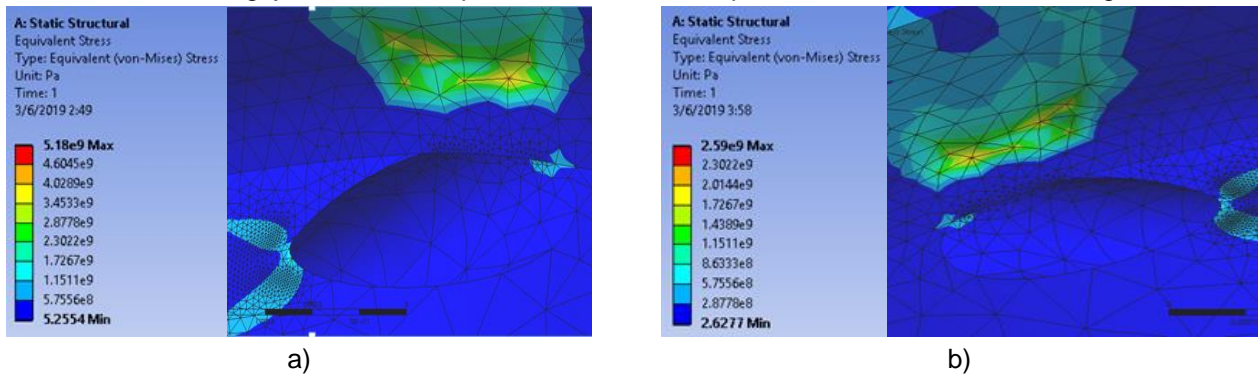 A: Static Structural
Equivalent Stress
Type: Equivalent (von-Mises) Stress
Unit: Pa
Time: 1
3/6/2019 2:49
5.18e9 Max
4.6045e9
4.0289e9
3.4533e9
2.8778e9
2.3022e9
1.7267e9
1.1511e9
5.7556e8
5.2554 Min
a)
A: Static Structural
Equivalent Stress
Type: Equivalent (von-Mises) Stress
Unit: Pa
Time: 1
3/6/2019 3:58
2.59e9 Max
2.3022e9
2.0144e9
1.7267e9
1.4389e9
1.1511e9
8.6333e8
5.7556e8
2.8778e8
2.6277 Min
b)